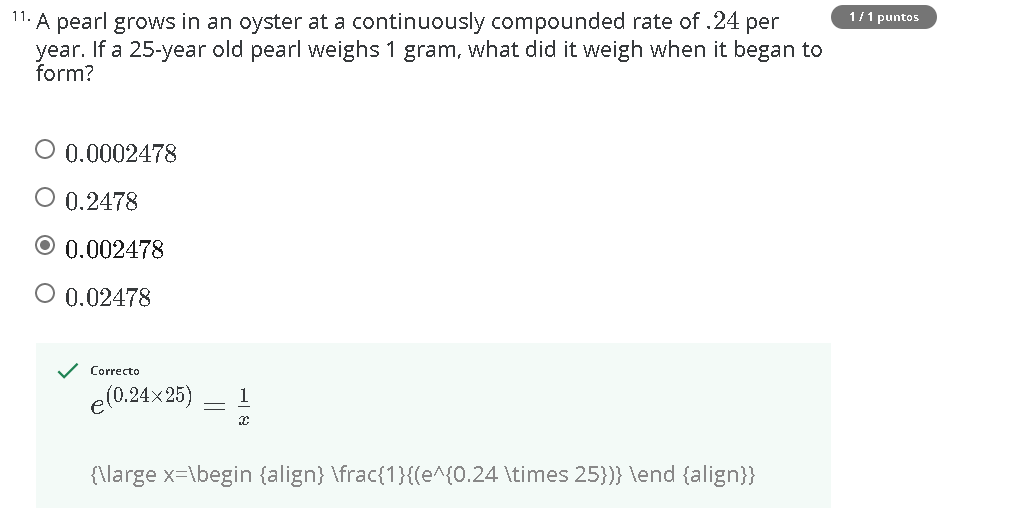 11. A pearl grows in an oyster at a continuously compounded rate of .24 per
1 / 1 puntos
year. If a 25-year old pearl weighs 1 gram, what did it weigh when it began to
form?
0.0002478
0.2478
0.002478
0.02478
Correcto
e^(0.24×25) = 1/x
{\large x=\begin {align} \frac{1}{(e^{0.24 \times 25})} \end {align}}